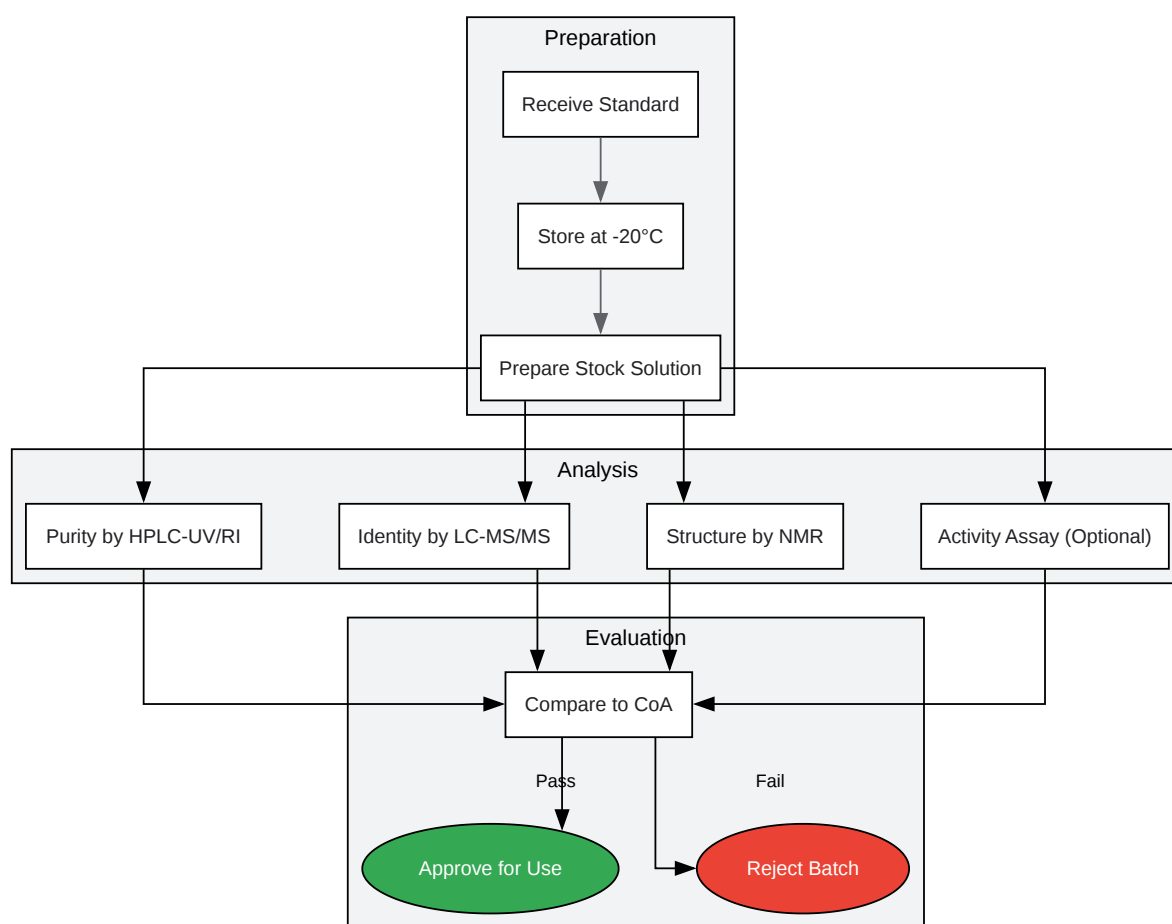 Preparation
Receive Standard
Store at -20°C
Prepare Stock Solution
Analysis
Purity by HPLC-UV/RI
Identity by LC-MS/MS
Structure by NMR
Activity Assay (Optional)
Evaluation
Compare to CoA
Pass
Fail
Approve for Use
Reject Batch